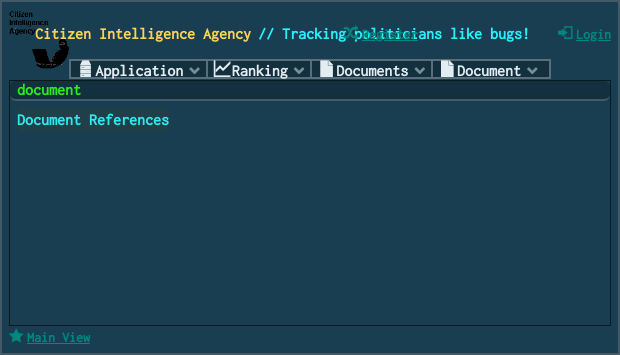 Citizen
Intelligence
Agency
Citizen Intelligence Agency // Tracking politicians like bugs!
Register
Login
Application
Ranking
Documents
Document
document
Document References
Main View